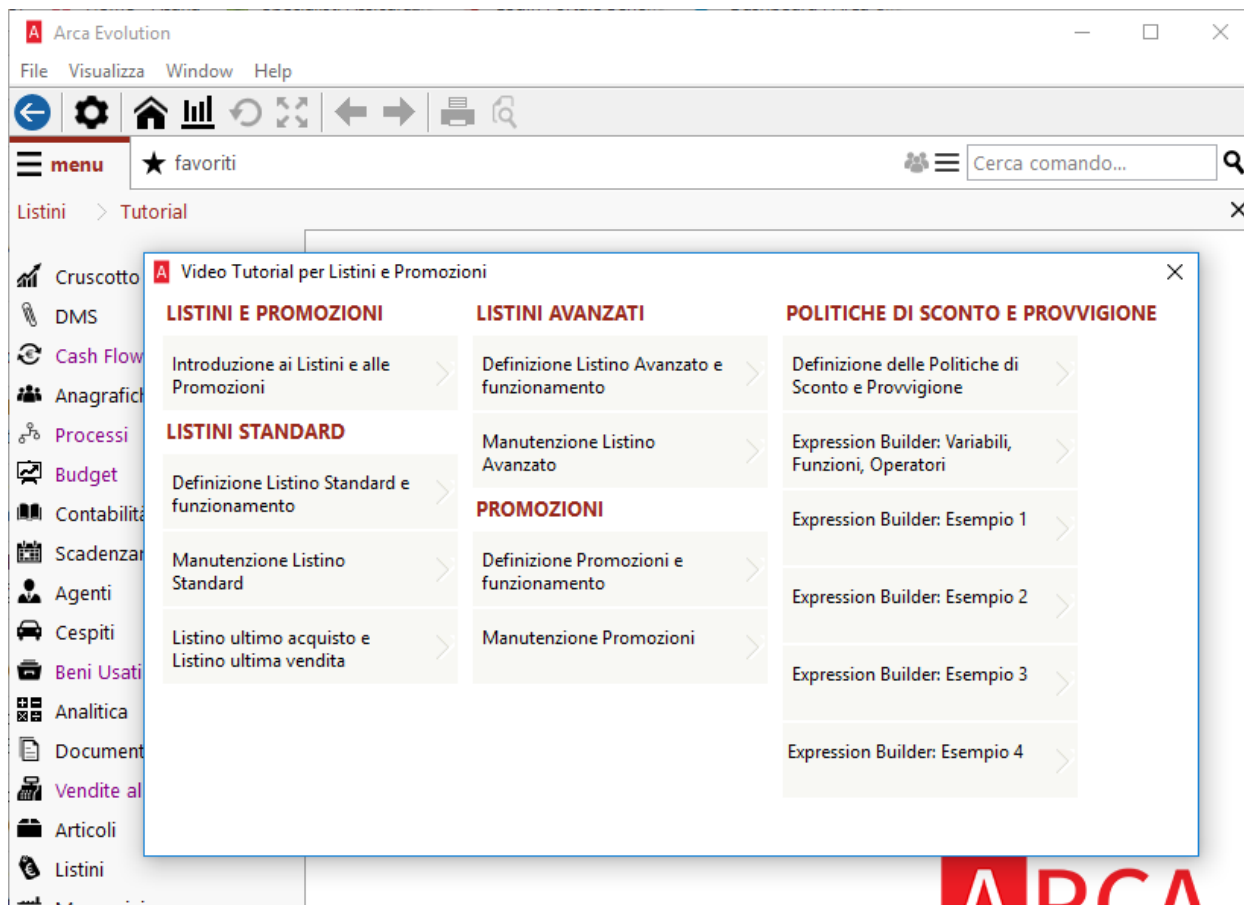 Arca Evolution
File Visualizza Window Help
menu
favoriti
Cerca comando...
Listini
Tutorial
Cruscotto
DMS
Cash Flow
Processi
Budget
Agenti
Cespiti
Beni Usati
Analitica
Vendite al
Articoli
Listini
Video Tutorial per Listini e Promozioni
LISTINI E PROMOZIONI
Introduzione ai Listini e alle
Promozioni
LISTINI STANDARD
Definizione Listino Standard e
funzionamento
Manutenzione Listino
Standard
Listino ultimo acquisto e
Listino ultima vendita
LISTINI AVANZATI
Definizione Listino Avanzato e
funzionamento
Manutenzione Listino
Avanzato
PROMOZIONI
Definizione Promozioni e
funzionamento
Manutenzione Promozioni
POLITICHE DI SCONTO E PROVVIGIONE
Definizione delle Politiche di
Sconto e Provvigione
Expression Builder: Variabili,
Funzioni, Operatori
Expression Builder: Esempio 1
Expression Builder: Esempio 2
Expression Builder: Esempio 3
Expression Builder: Esempio 4
ARCA